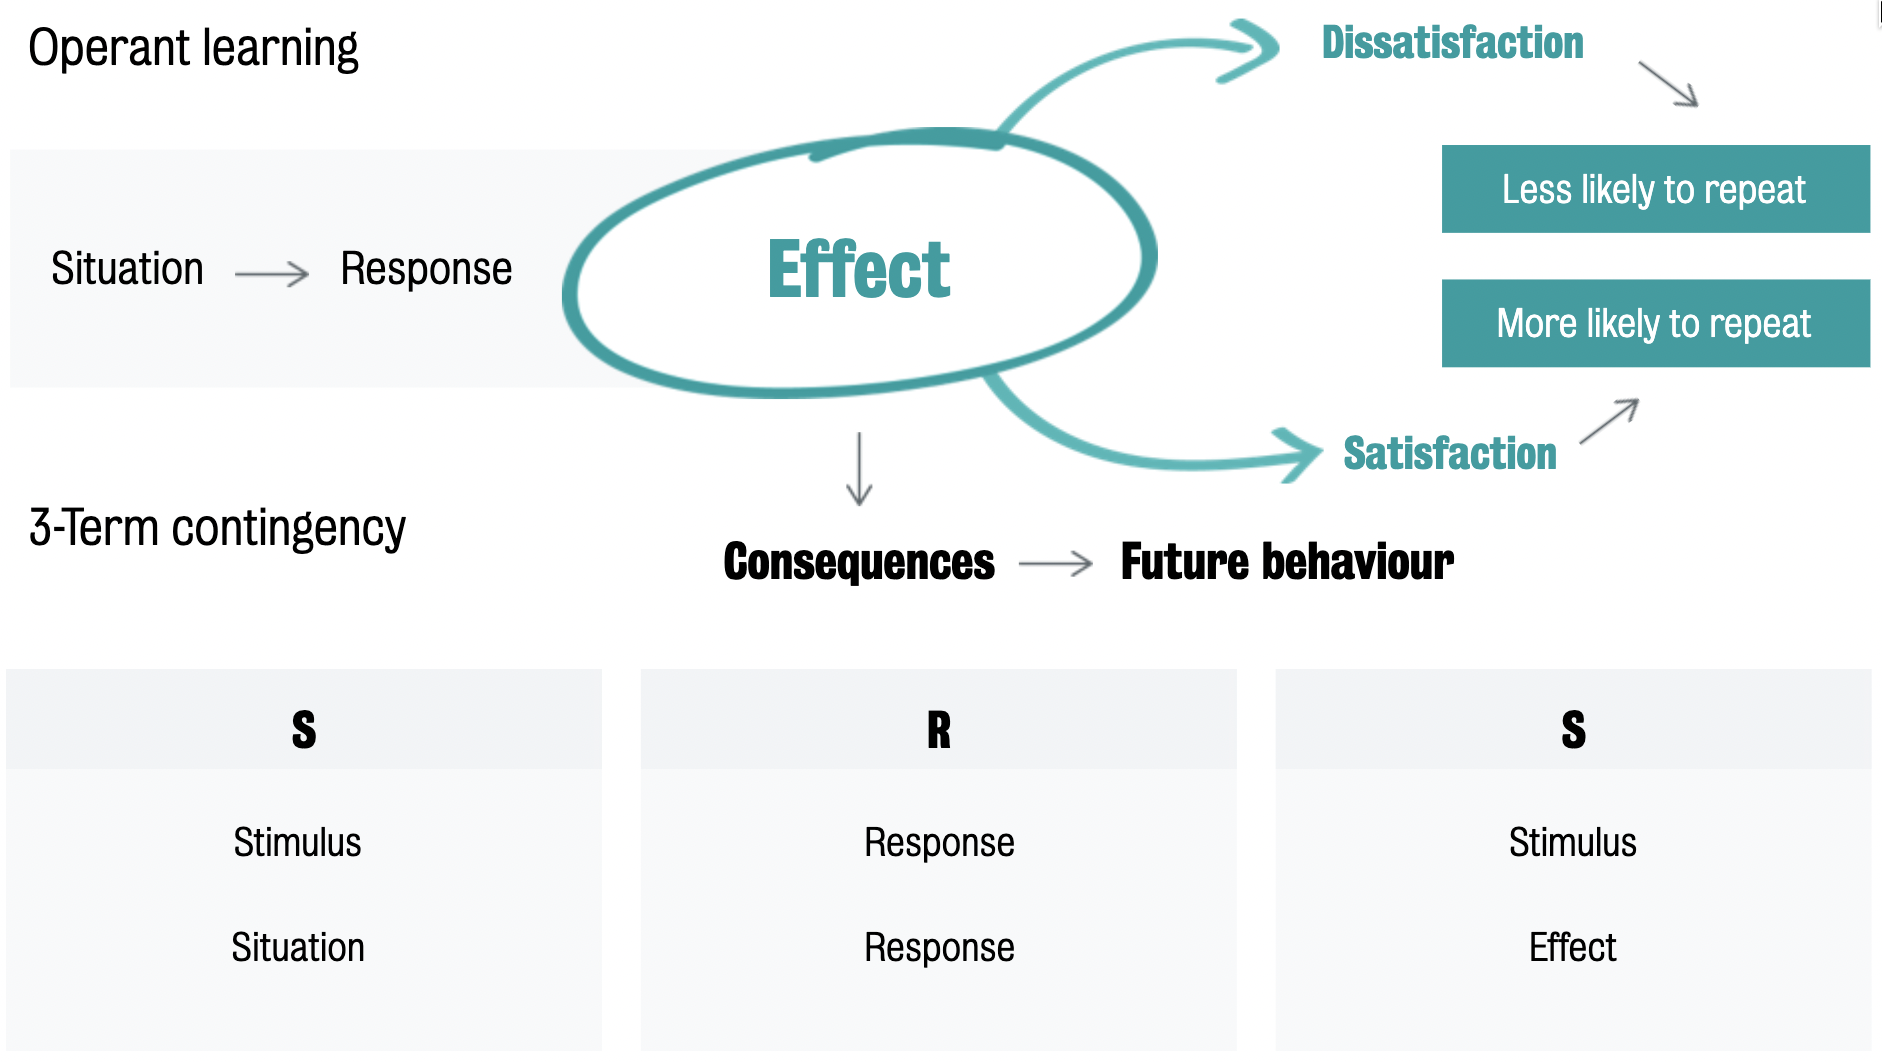 Operant learning
Dissatisfaction
Less likely to repeat
Situation
Response
Effect
More likely to repeat
Satisfaction
3-Term contingency
Consequences
Future behaviour
S
R
S
Stimulus
Response
Stimulus
Situation
Response
Effect